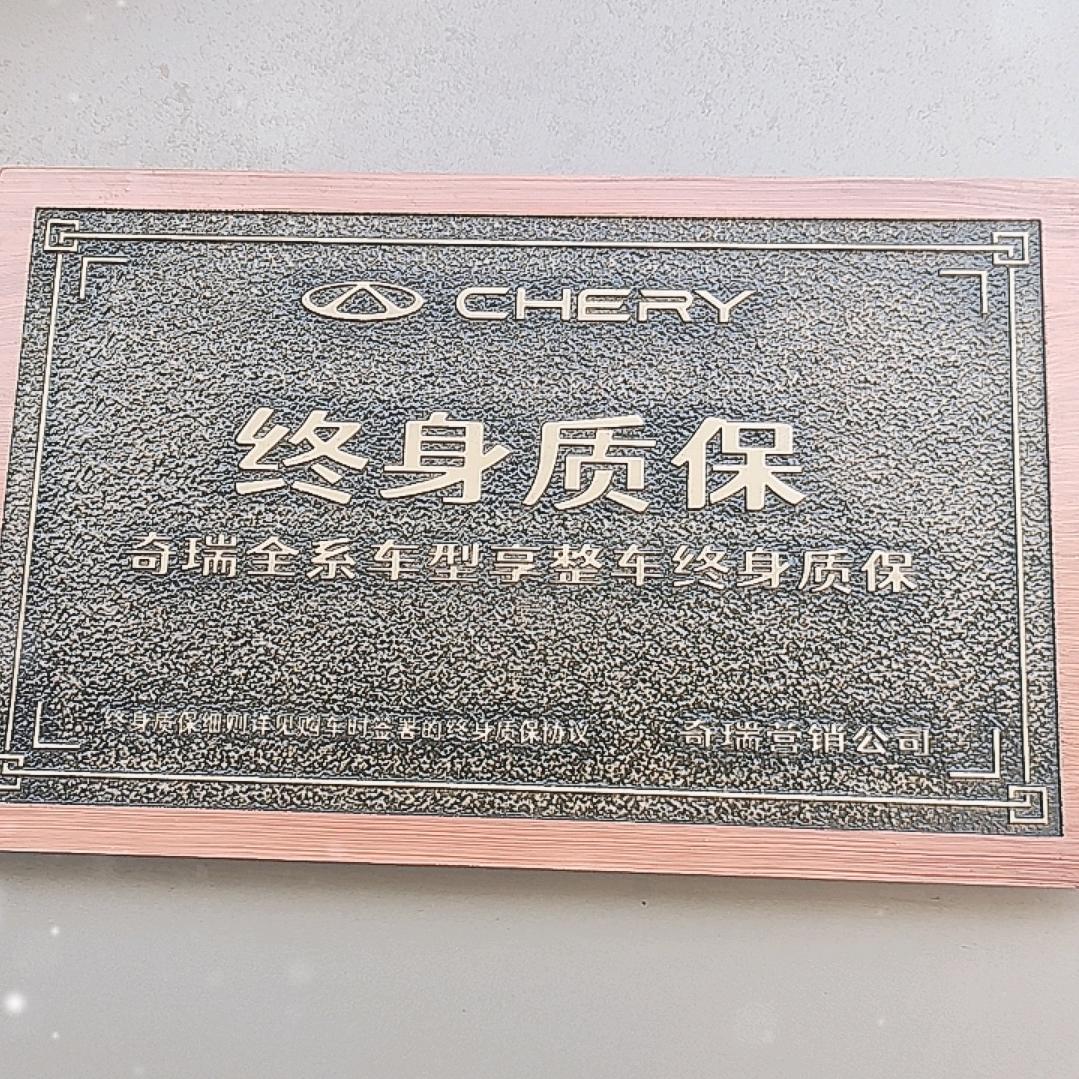 CHERY
终身质保
奇瑞全系车型享整车终身质保
终身质保细则详见购车时签署的终身质保协议 奇瑞营销公司